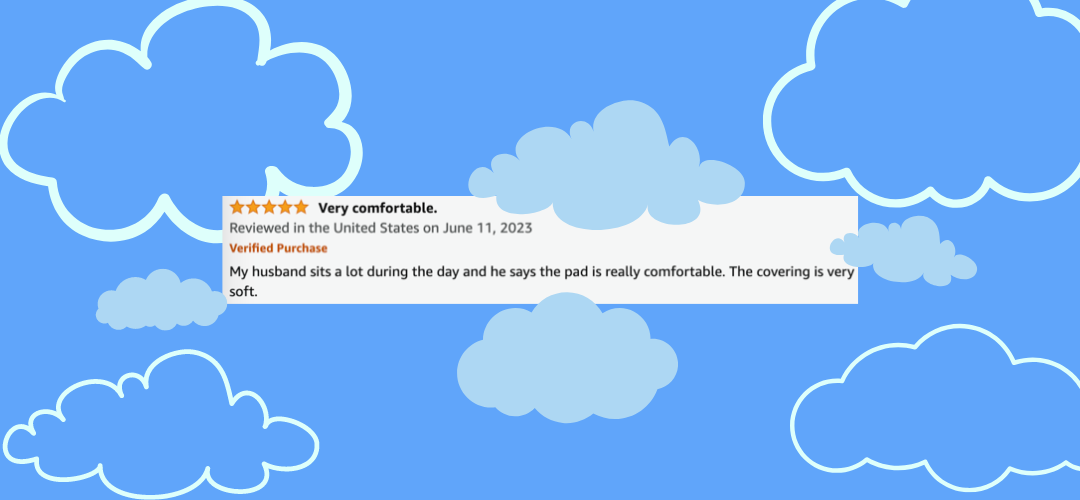 Very comfortable.
Reviewed in the United States on June 11, 2023
Verified Purchase
My husband sits a lot during the day and he says the pad is really comfortable. The covering is very
soft.